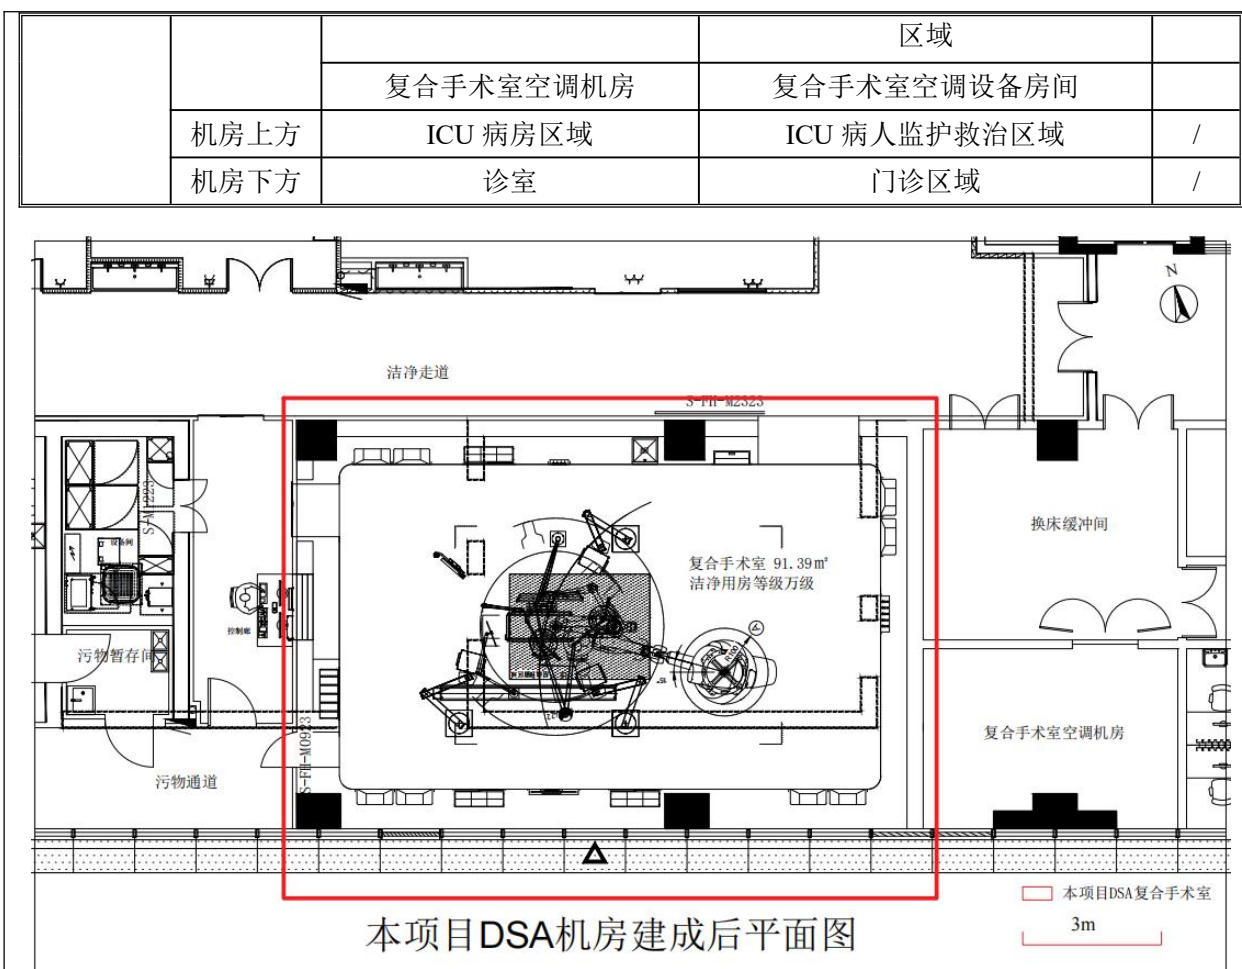 区域
复合手术室空调机房 复合手术室空调设备房间
机房上方 ICU 病房区域 ICU 病人监护救治区域 /
机房下方 诊室 门诊区域 /
N
洁净走道
S-FH-M2323
S-M1223
换床缓冲间
设备间
复合手术室 91.39㎡
洁净用房等级万级
控制廊
污物暂存间
复合手术室空调机房
S-FH-M0923
污物通道
本项目DSA复合手术室
3m
本项目DSA机房建成后平面图